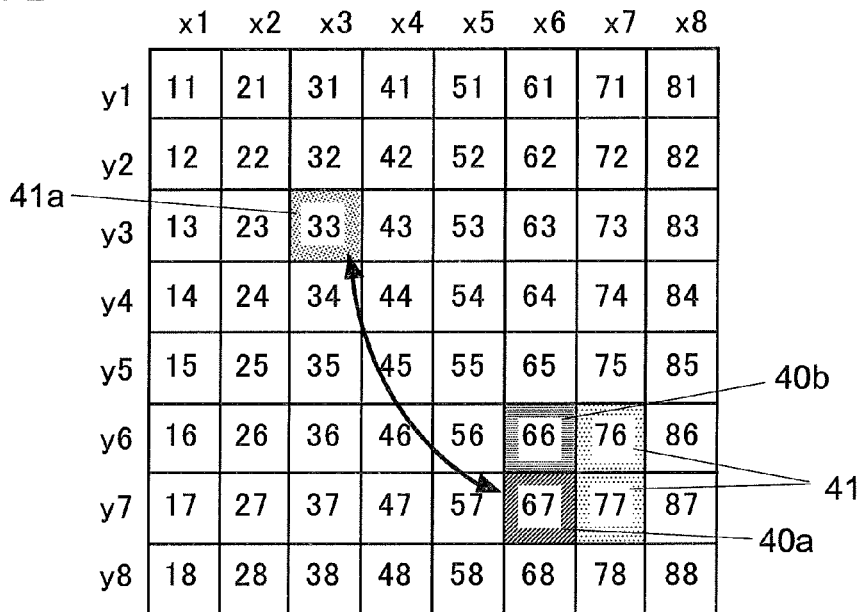 x1 x2 x3 x4 x5 x6 x7 x8
y1 11 21 31 41 51 61 71 81
y2 12 22 32 42 52 62 72 82
41a
y3 13 23 33 43 53 63 73 83
y4 14 24 34 44 54 64 74 84
y5 15 25 35 45 55 65 75 85
40b
y6 16 26 36 46 56 66 76 86
41
y7 17 27 37 47 57 67 77 87
40a
y8 18 28 38 48 58 68 78 88